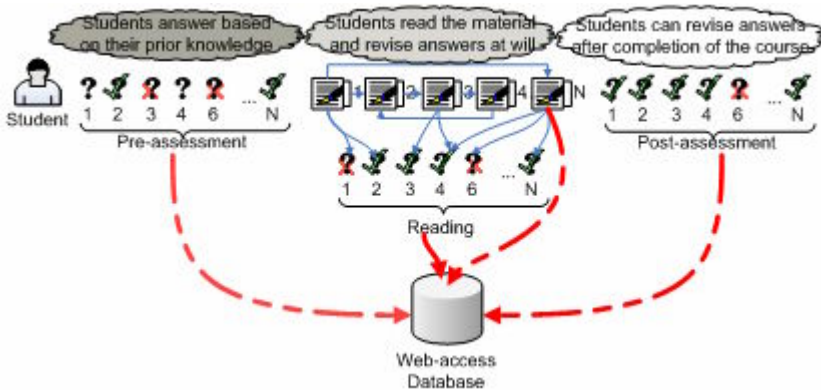 Students answer based
on their prior knowledge
Students read the material
and revise answers at will
Students can revise answers
after completion of the course
Student
1 2 3 4 6 ... N
Pre-assessment
1 2 3 4 N
1 2 3 4 6 ... N
Reading
1 2 3 4 6 ... N
Post-assessment
Web-access
Database